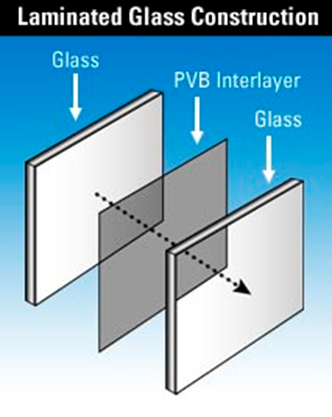 Laminated Glass Construction
Glass
PVB Interlayer
Glass